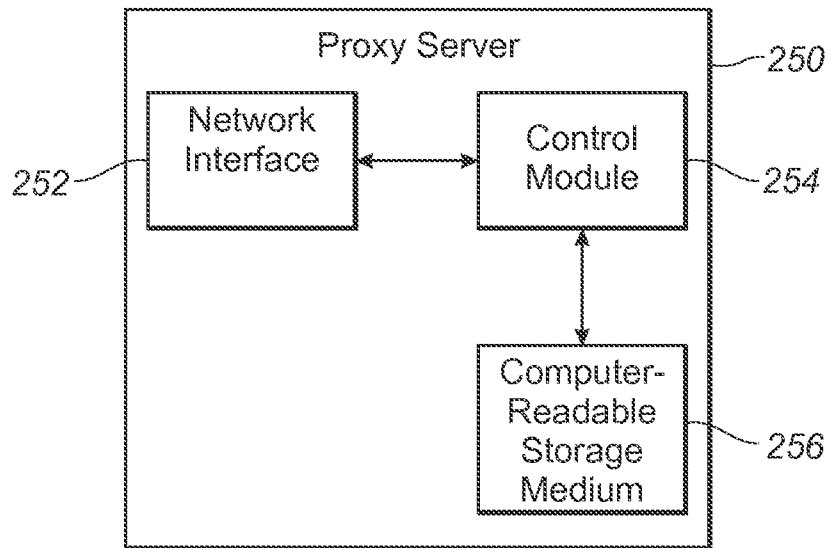 Proxy Server
250
Network
Interface
252
Control
Module
254
Computer-
Readable
Storage
Medium
256